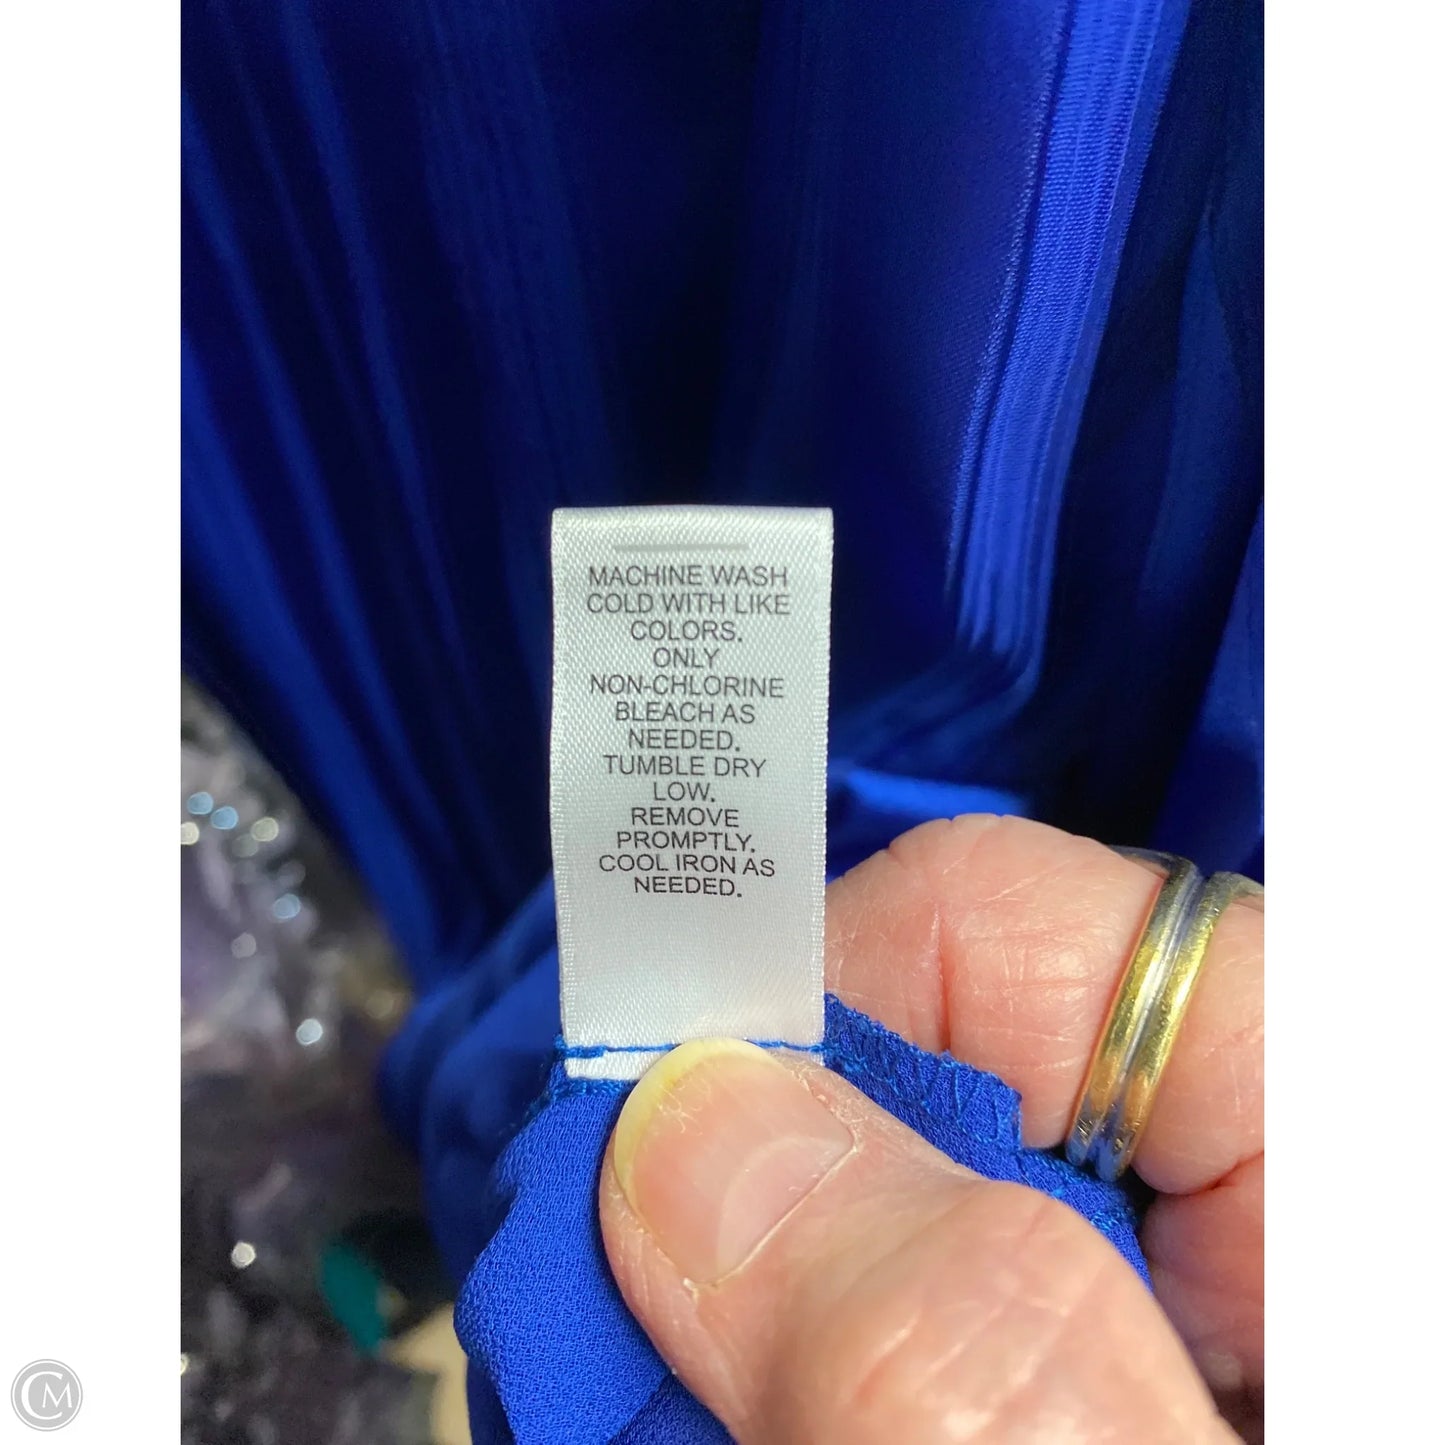 MACHINE WASH
COLD WITH LIKE
COLORS.
ONLY
NON-CHLORINE
BLEACH AS
NEEDED.
TUMBLE DRY
LOW.
REMOVE
PROMPTLY.
COOL IRON AS
NEEDED.
CM